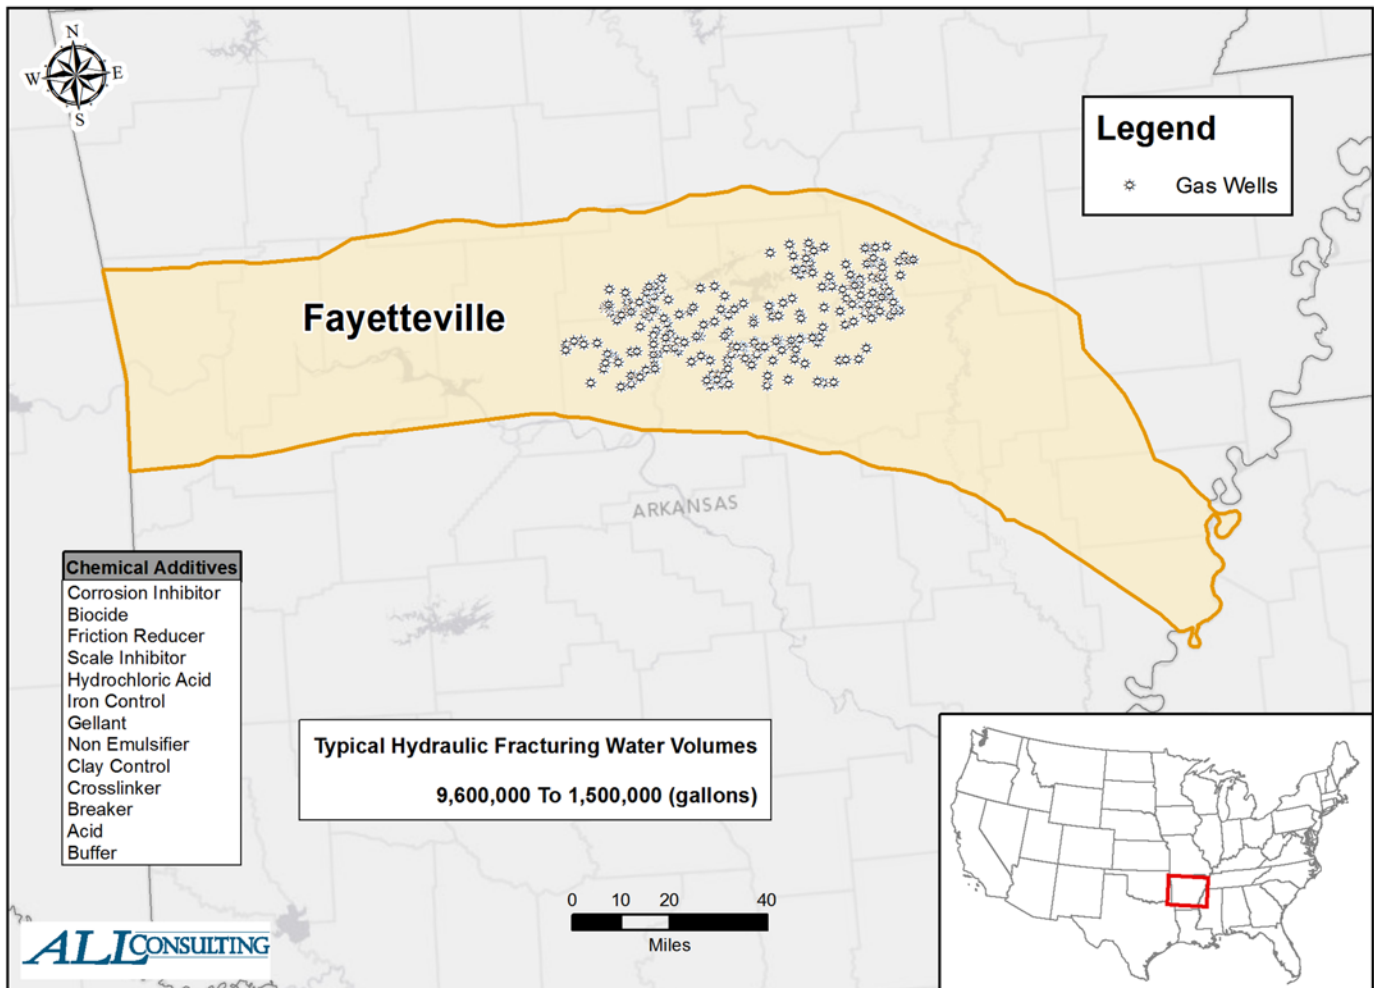 N
W E
S
Legend
Gas Wells
Fayetteville
ARKANSAS
Chemical Additives
Corrosion Inhibitor
Biocide
Friction Reducer
Scale Inhibitor
Hydrochloric Acid
Iron Control
Gellant
Non Emulsifier
Clay Control
Crosslinker
Breaker
Acid
Buffer
Typical Hydraulic Fracturing Water Volumes
9,600,000 To 1,500,000 (gallons)
0 10 20 40
Miles
ALL CONSULTING